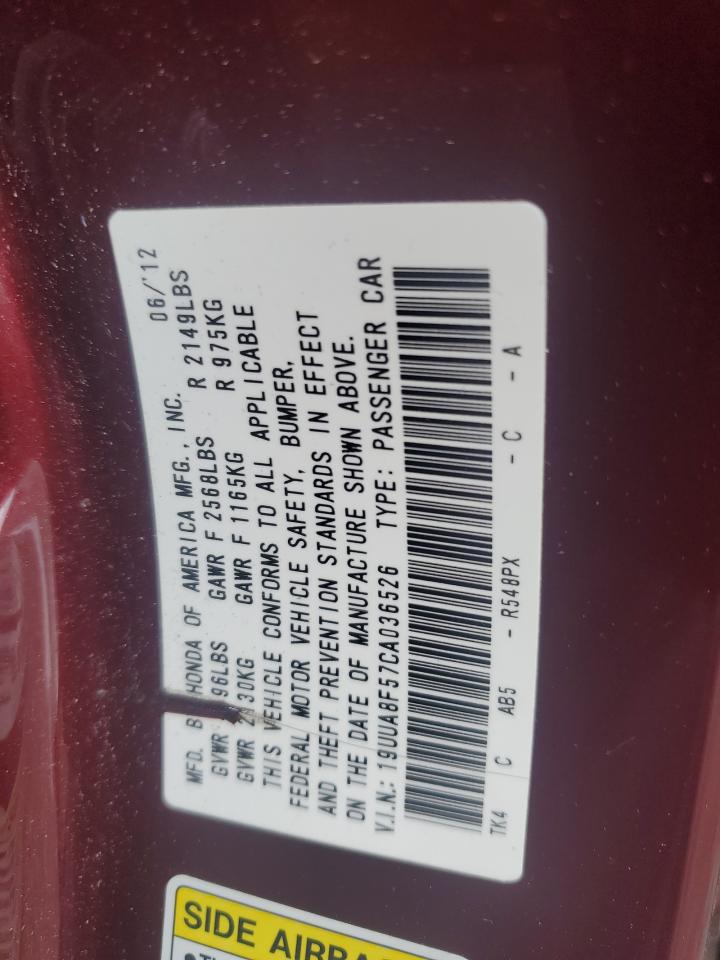 MFD. B HONDA OF AMERICA MFG., INC. 06/'12
GVWR 96LBS GAWR F 2568LBS R 2149LBS
GVWR 30KG GAWR F 1165KG R 975KG
THIS VEHICLE CONFORMS TO ALL APPLICABLE
FEDERAL MOTOR VEHICLE SAFETY, BUMPER,
AND THEFT PREVENTION STANDARDS IN EFFECT
ON THE DATE OF MANUFACTURE SHOWN ABOVE.
V.I.N.: 19UUA8F57CA036526 TYPE: PASSENGER CAR
TK4 C AB5 - R548PX - C - A
SIDE AIRBA